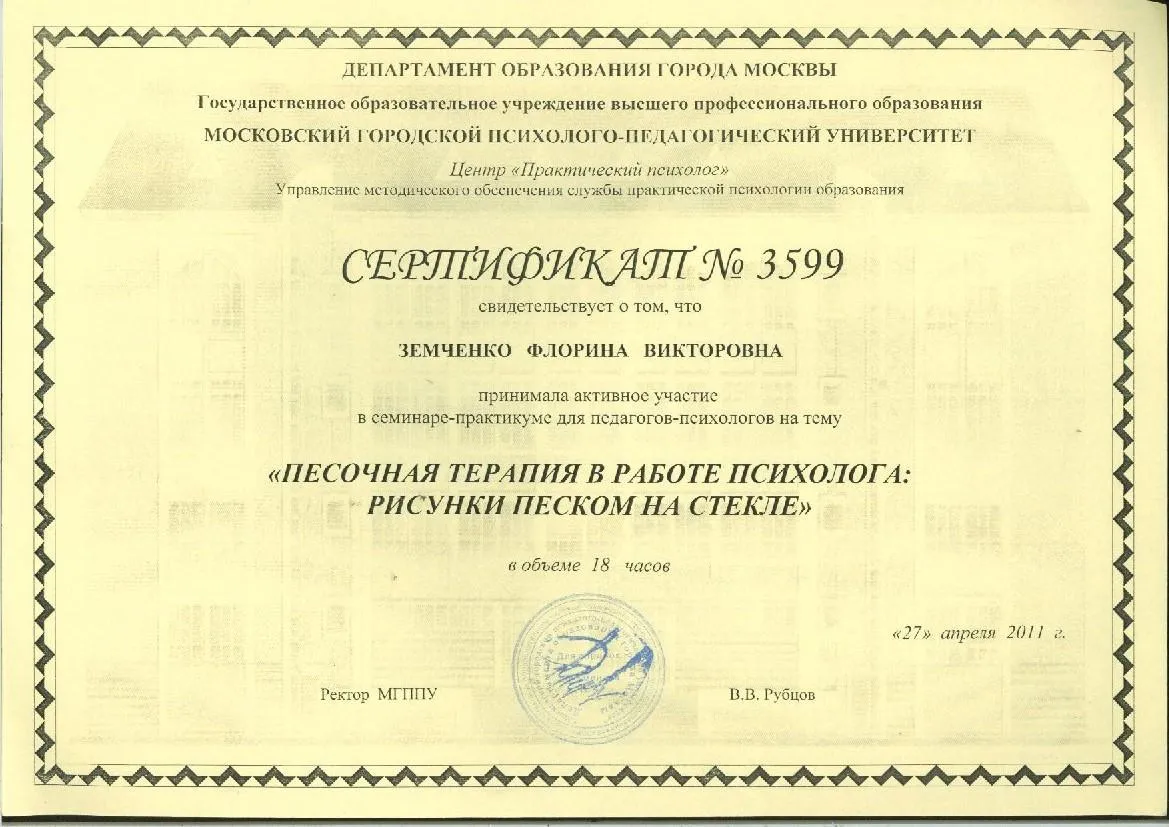 ДЕПАРТАМЕНТ ОБРАЗОВАНИЯ ГОРОДА МОСКВЫ
Государственное образовательное учреждение высшего профессионального образования
МОСКОВСКИЙ ГОРОДСКОЙ ПСИХОЛОГО-ПЕДАГОГИЧЕСКИЙ УНИВЕРСИТЕТ
Центр «Практический психолог»
Управление методического обеспечения службы практической психологии образования
СЕРТИФИКАТ № 3599
свидетельствует о том, что
ЗЕМЧЕНКО ФЛОРИНА ВИКТОРОВНА
принимала активное участие
в семинаре-практикуме для педагогов-психологов на тему
«ПЕСОЧНАЯ ТЕРАПИЯ В РАБОТЕ ПСИХОЛОГА:
РИСУНКИ ПЕСКОМ НА СТЕКЛЕ»
в объеме 18 часов
«27» апреля 2011 г.
Ректор МГППУ В.В. Рубцов